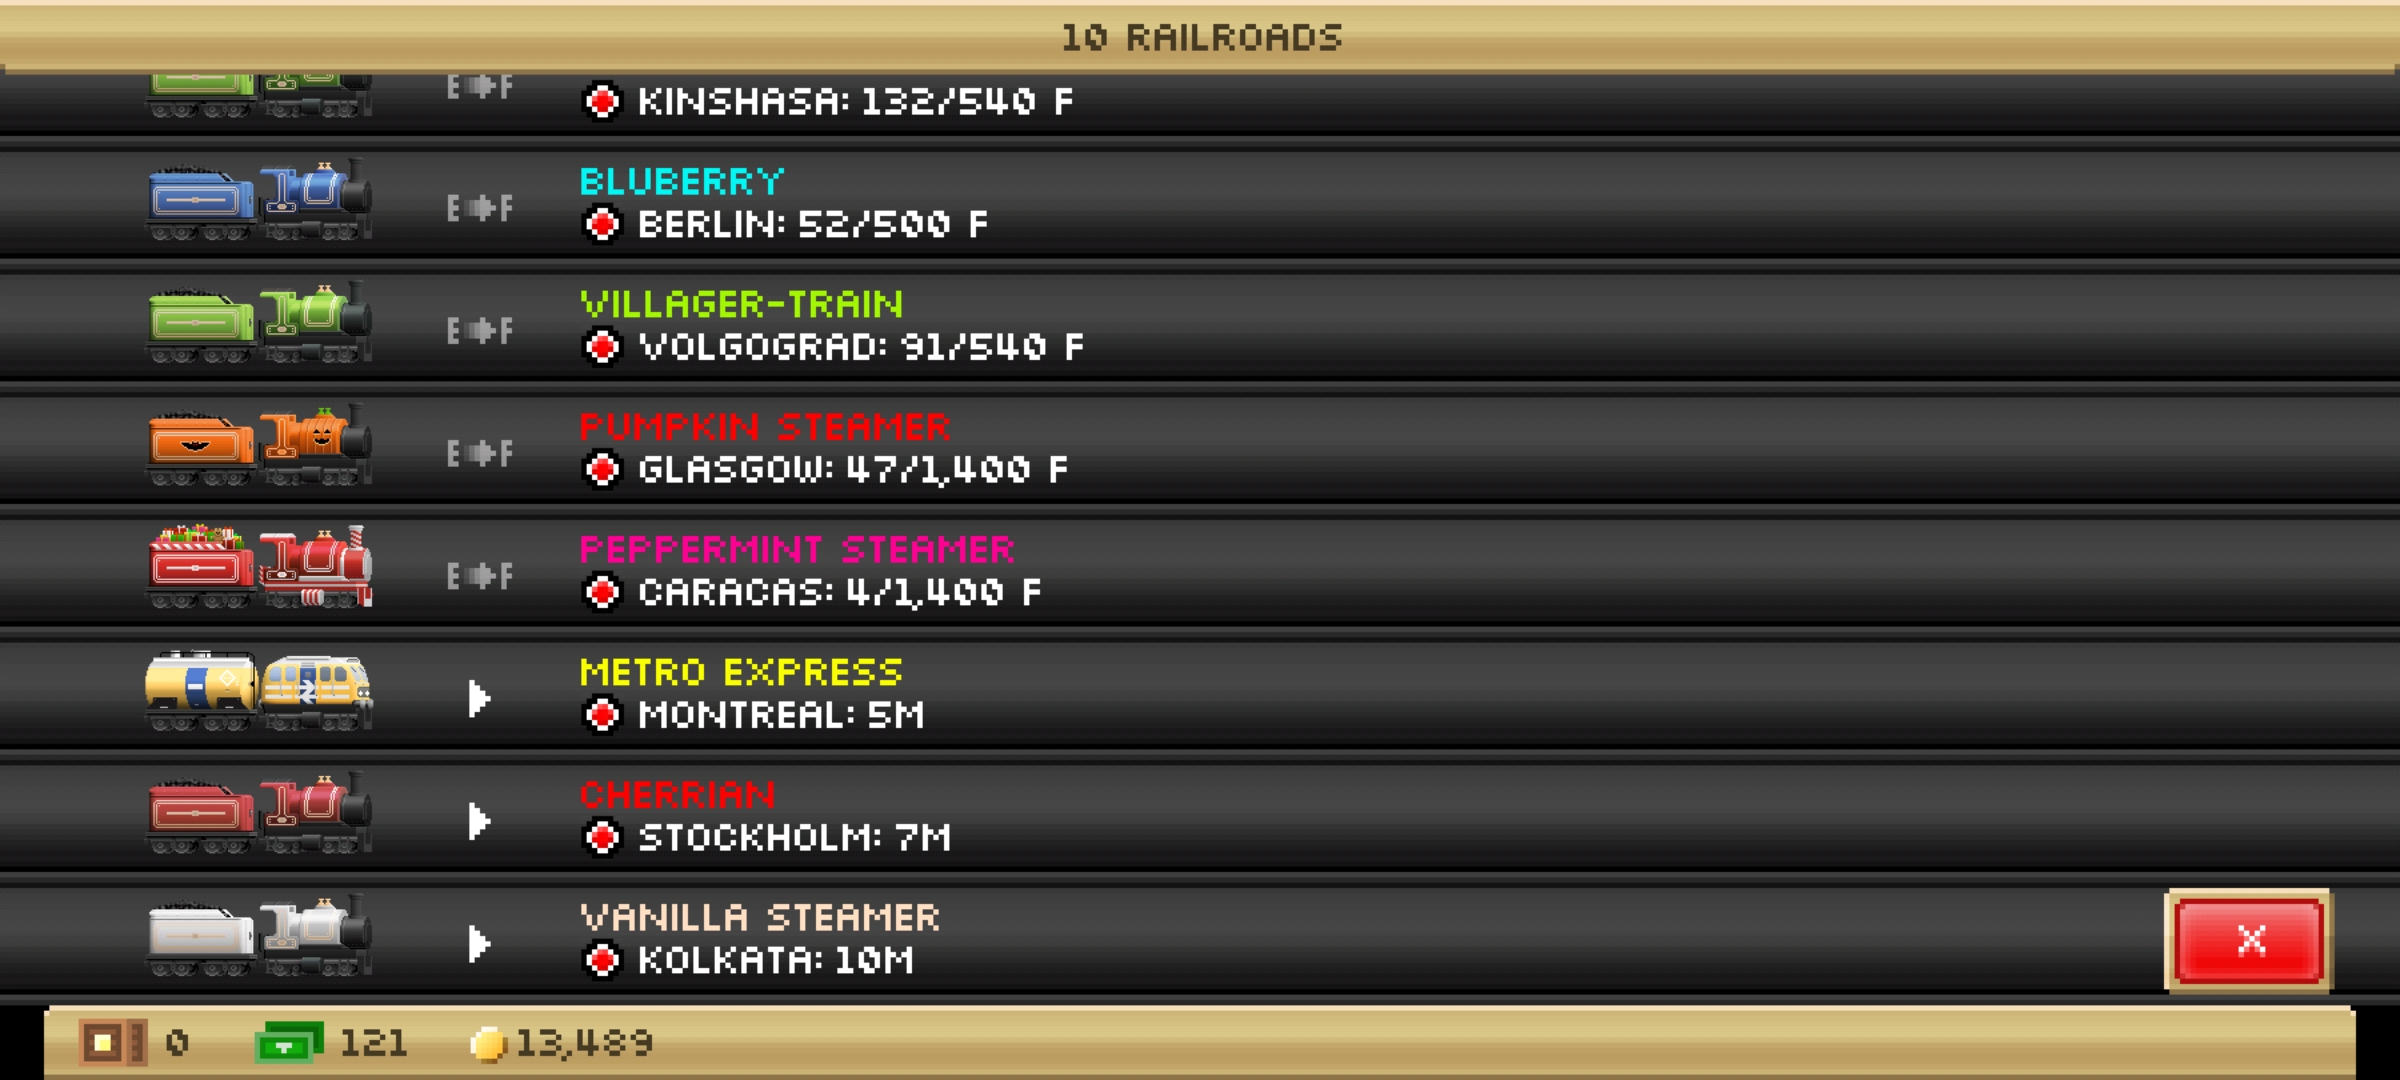 10 RAILROADS
E F
KINSHASA: 132/540 F
BLUBERRY
E F
BERLIN: 52/500 F
VILLAGER-TRAIN
E F
VOLGOGRAD: 91/540 F
PUMPKIN STEAMER
E F
GLASGOW: 47/1,400 F
PEPPERMINT STEAMER
E F
CARACAS: 4/1,400 F
METRO EXPRESS
MONTREAL: 5M
CHERRIAN
STOCKHOLM: 7M
VANILLA STEAMER
KOLKATA: 10M
X
0 121 13,489